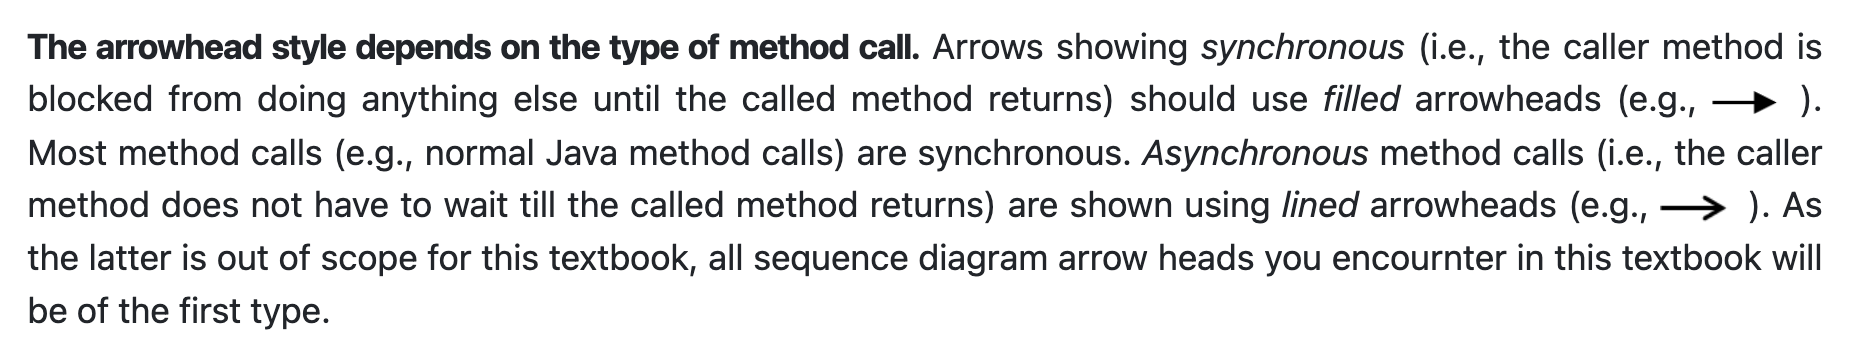 The arrowhead style depends on the type of method call. Arrows showing synchronous (i.e., the caller method is
blocked from doing anything else until the called method returns) should use filled arrowheads (e.g., ⟶ ).
Most method calls (e.g., normal Java method calls) are synchronous. Asynchronous method calls (i.e., the caller
method does not have to wait till the called method returns) are shown using lined arrowheads (e.g., → ). As
the latter is out of scope for this textbook, all sequence diagram arrow heads you encournter in this textbook will
be of the first type.